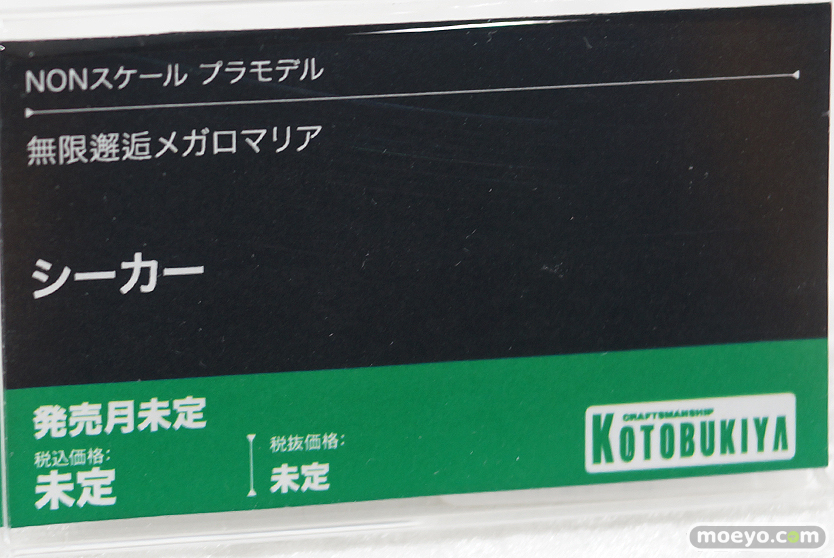 NONスケール プラモデル
無限邂逅メガロマリア
シーカー
発売月未定
税込価格:
未定
税抜価格:
未定
CRAFTSMANSHIP
KOTOBUKIYA
moeyo.com